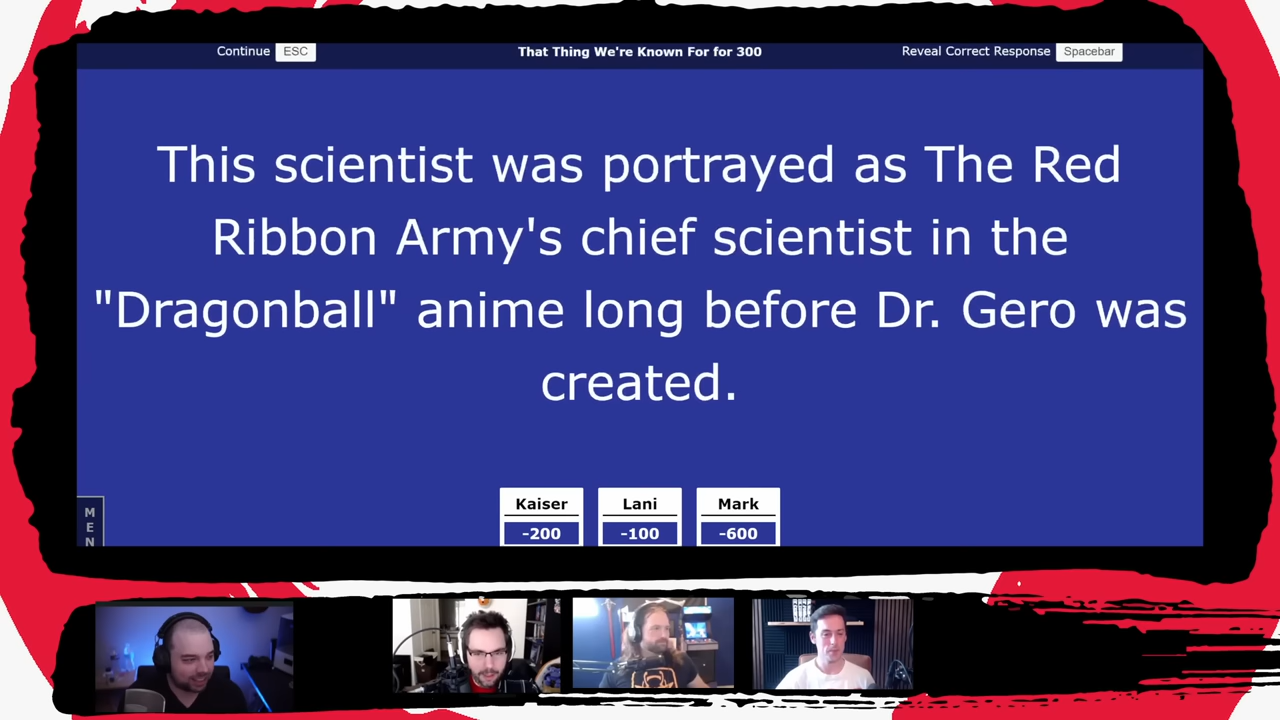 Continue ESC
That Thing We're Known For for 300
Reveal Correct Response Spacebar
This scientist was portrayed as The Red
Ribbon Army's chief scientist in the
"Dragonball" anime long before Dr. Gero was
created.
M
E
N
Kaiser
-200
Lani
-100
Mark
-600